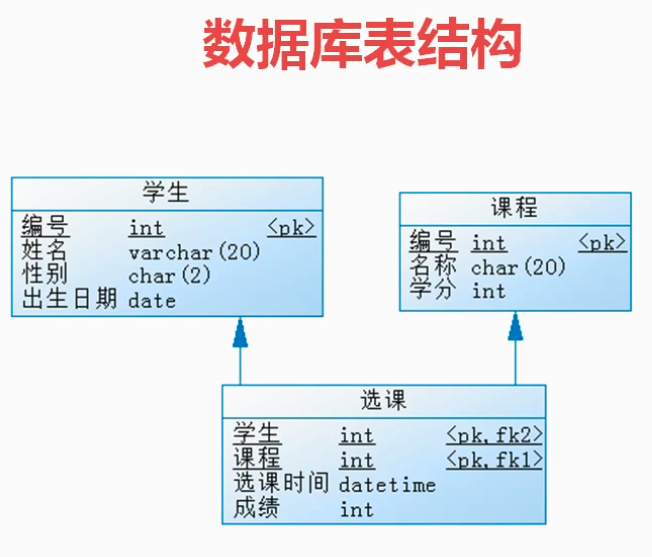 数据库表结构
学生
编号 int <pk>
姓名 varchar(20)
性别 char(2)
出生日期 date
课程
编号 int <pk>
名称 char(20)
学分 int
选课
学生 int <pk,fk2>
课程 int <pk,fk1>
选课时间 datetime
成绩 int